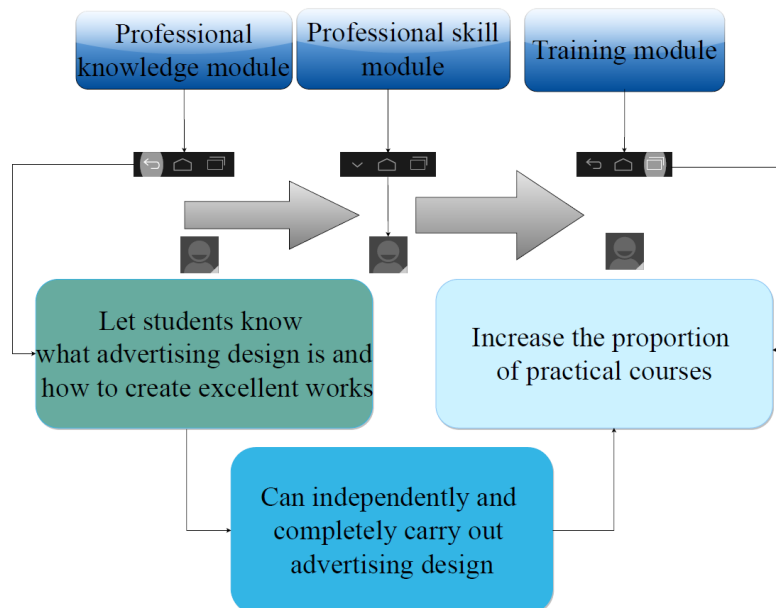 Professional
knowledge module
Professional skill
module
Training module
Let students know
what advertising design is and
how to create excellent works
Increase the proportion
of practical courses
Can independently and
completely carry out
advertising design